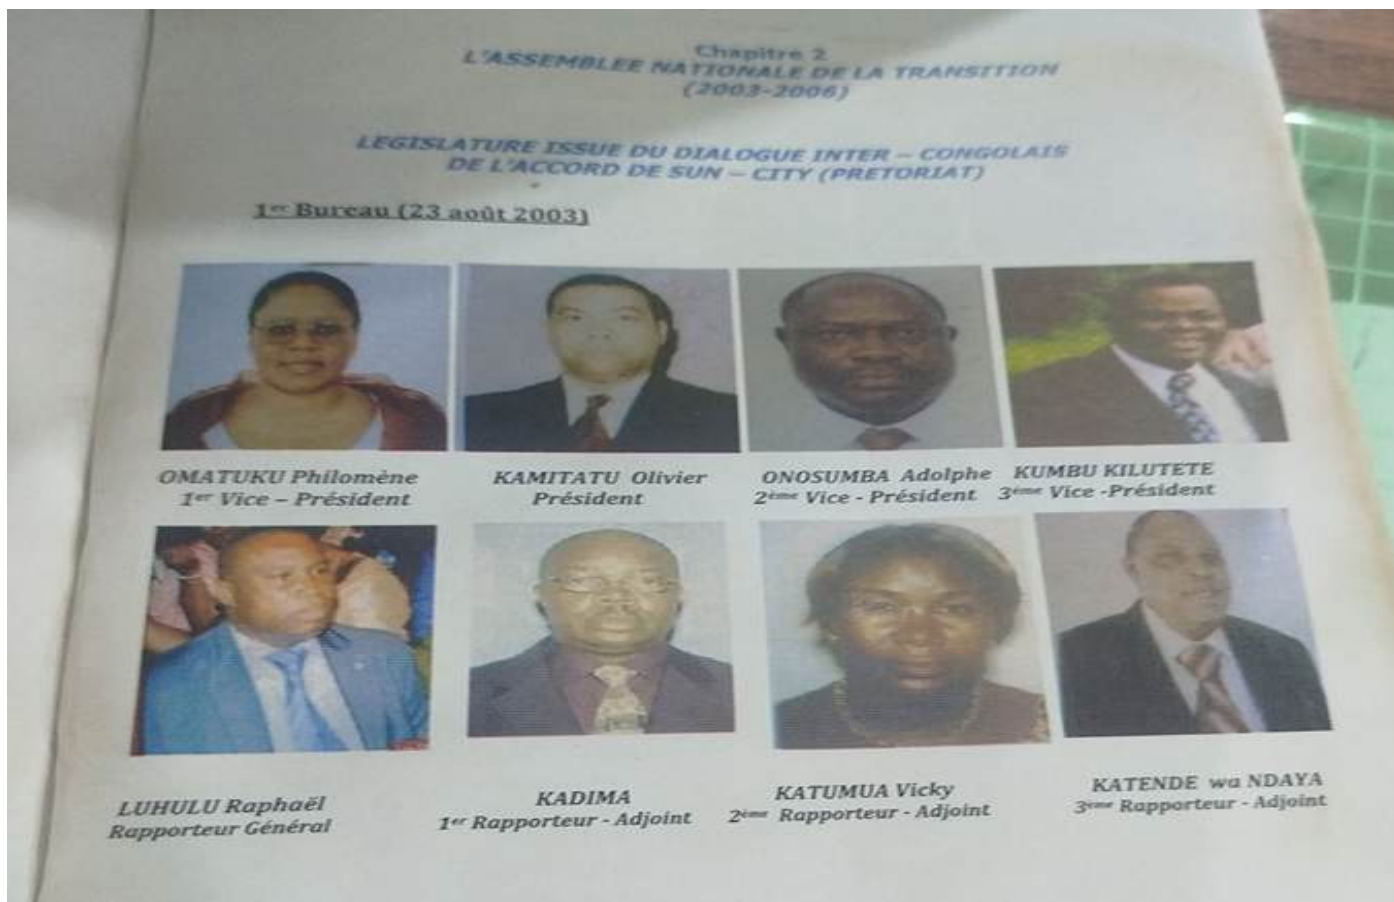 Chapitre 2
L'ASSEMBLEE NATIONALE DE LA TRANSITION
(2003-2006)
LEGISLATURE ISSUE DU DIALOGUE INTER – CONGOLAIS
DE L'ACCORD DE SUN – CITY (PRETORIAT)
1er Bureau (23 août 2003)
OMATUKU Philomène
1er Vice – Président
KAMITATU Olivier
Président
ONOSUMBA Adolphe
2ème Vice - Président
KUMBU KILUTETE
3ème Vice -Président
LUHULU Raphaël
Rapporteur Général
KADIMA
1er Rapporteur - Adjoint
KATUMUA Vicky
2ème Rapporteur - Adjoint
KATENDE wa NDAYA
3ème Rapporteur - Adjoint